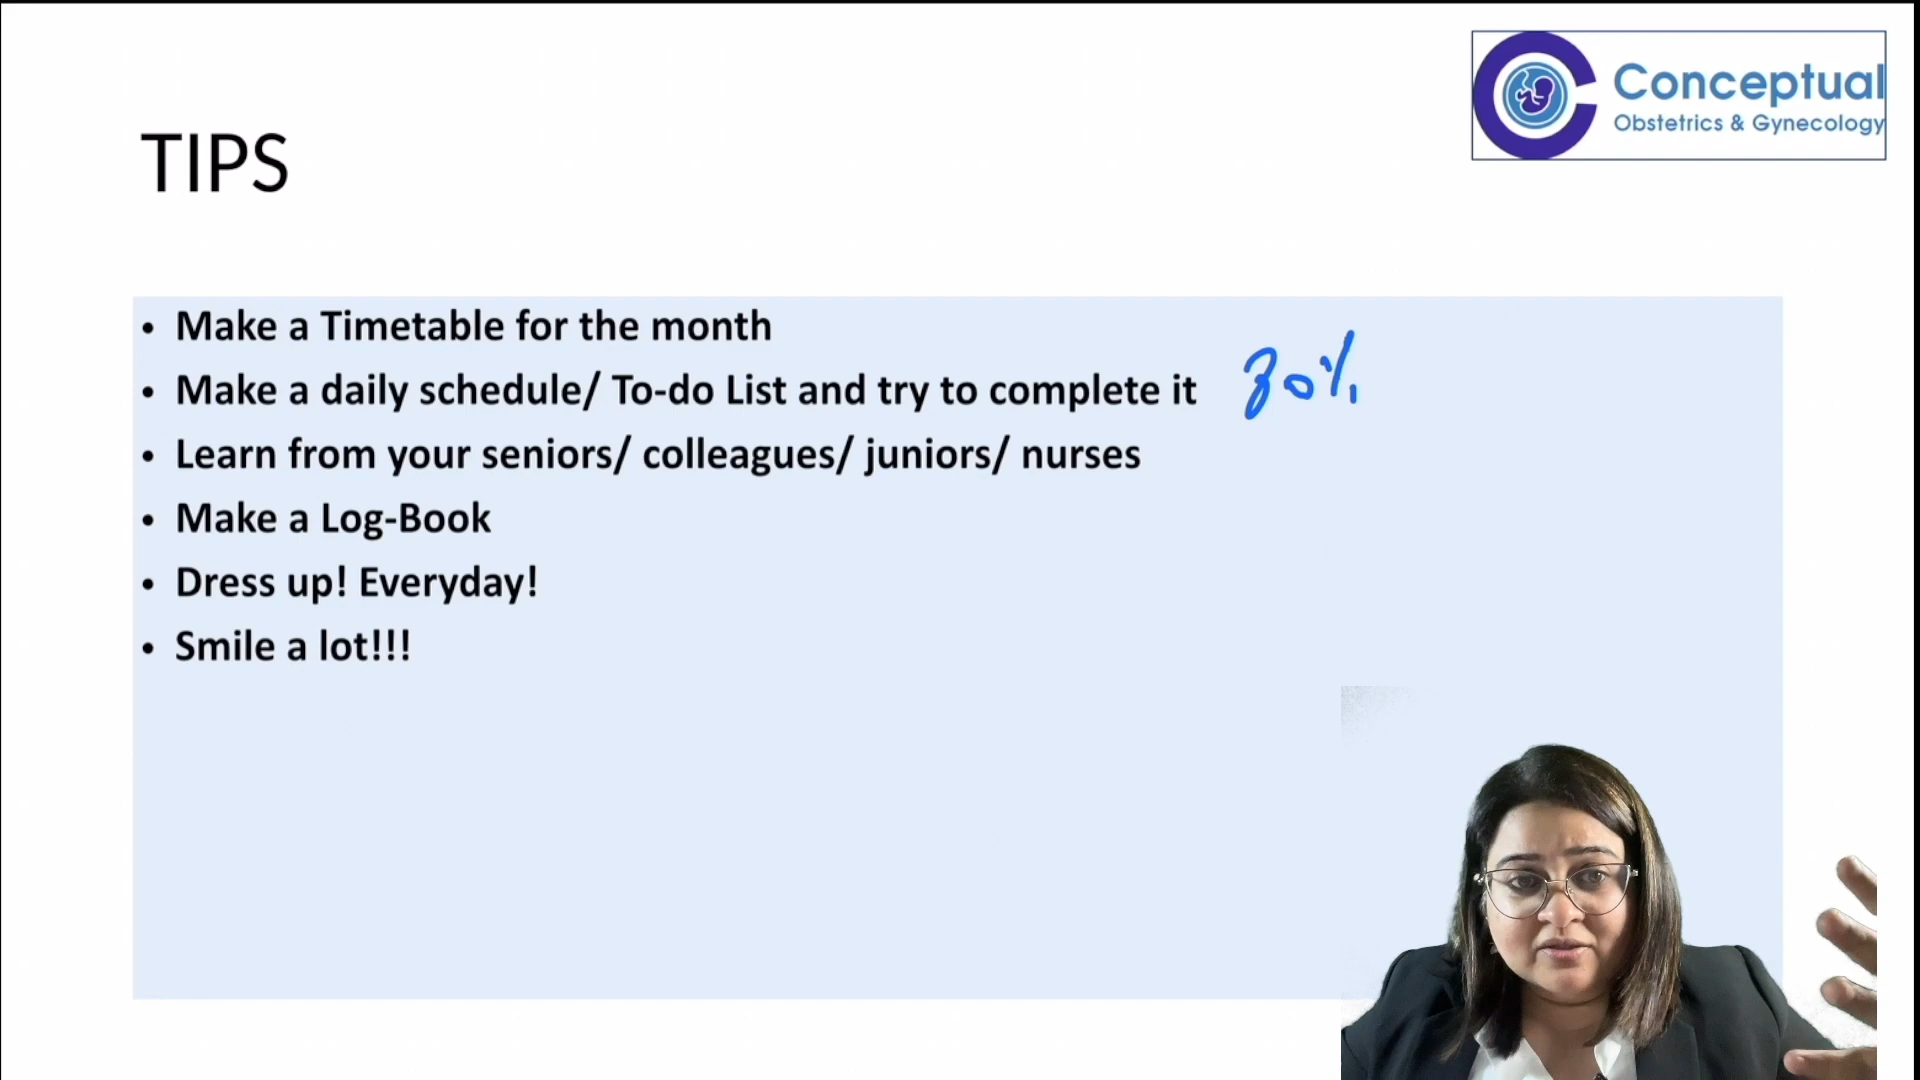 Conceptual
Obstetrics & Gynecology
TIPS
• Make a Timetable for the month
• Make a daily schedule/ To-do List and try to complete it 80%
• Learn from your seniors/ colleagues/ juniors/ nurses
• Make a Log-Book
• Dress up! Everyday!
• Smile a lot!!!